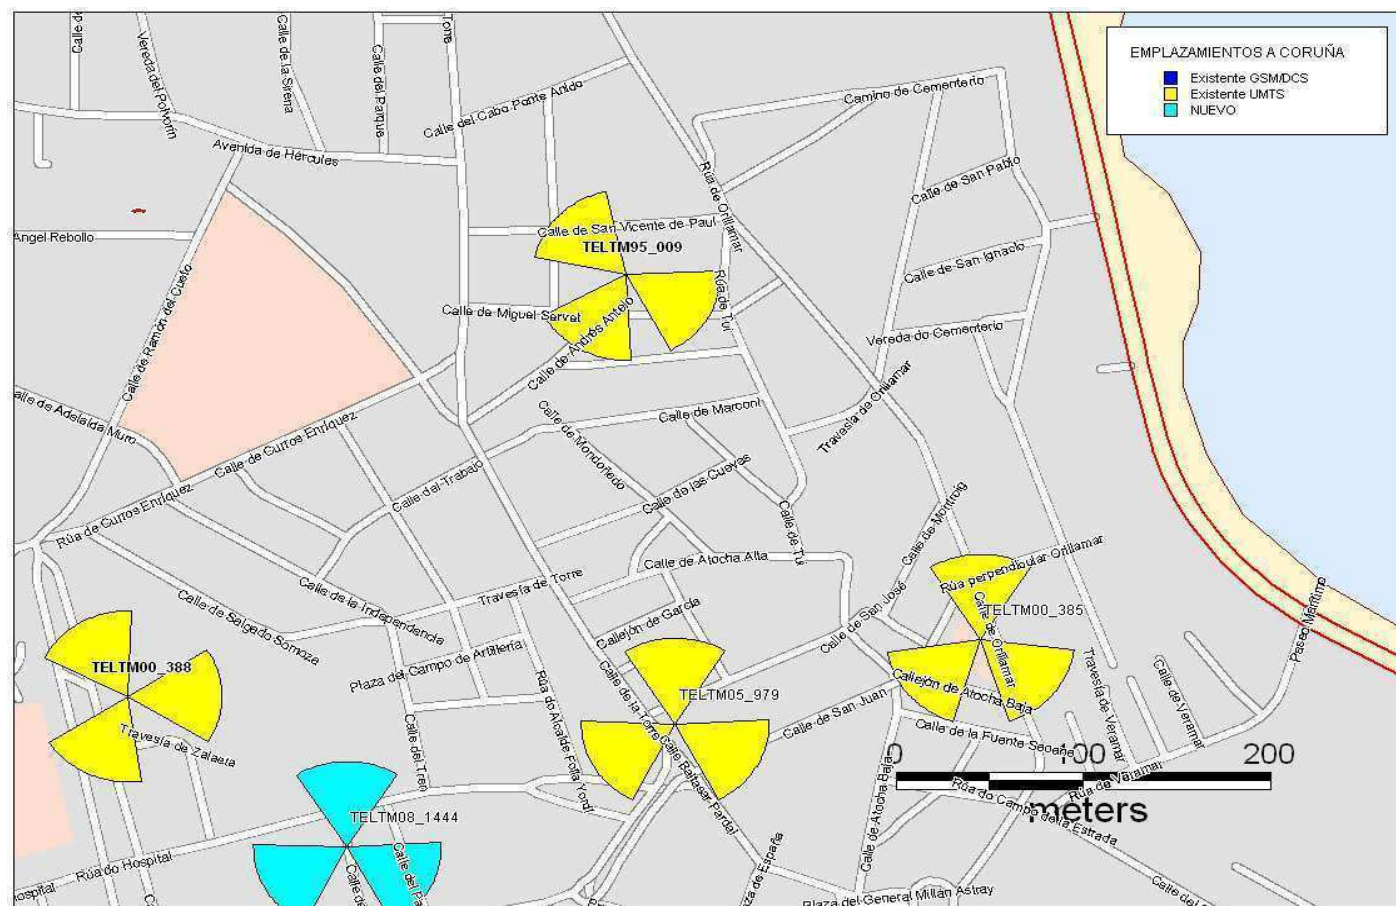 EMPLAZAMIENTOS A CORUÑA
Existente GSM/DCS
Existente UMTS
NUEVO
Torre
Vereda del Polvorín
Calle de la Sirena
Calle del Parque
Calle del Cabo Ponte Anido
Camino de Cementerio
Avenida de Hércules
Rúa de Orillamar
Calle de San Pablo
Angel Rebollo
Calle de San Vicente de Paul
TELTM95_009
Calle de San Ignacio
Calle de Ramón del Cueto
Calle de Miguel Servet
Calle de Andrés Antelo
Rúa de Tui
Vereda do Cementerio
alle de Adelaida Muro
Calle de Curros Enríquez
Calle de Marconi
Travesía de Orillamar
Calle de Mondoñedo
Calle del Trabajo
Calle de las Cuevas
Rúa de Curros Enríquez
Calle de Tui
Calle de Montroig
Calle de Atocha Alta
Rúa perpendicular Orillamar
Travesía de Torre
Calle de la Independencia
Calle de Salgado Somoza
Callejón de García
Calle de San José
TELTM00_385
Calle de Orillamar
Paseo Marítimo
Plaza del Campo de Artillería
TELTM00_388
Calle de la Torre
TELTM05_979
Callejón de Atocha Baja
Calle de San Juan
Travesía de Veramar
Calle de Veramar
Rúa do Alcalde Folla Yordi
Travesía de Zalaeta
Calle del Tren
Calle Baltasar Pardal
Calle de la Fuente Seoane
0 100 200
meters
Rúa de Veramar
Rúa do Campo de la Estrada
TELTM08_1444
Calle de Atocha Baja
Rúa do Hospital
Hospital
Plaza del General Millán Astray